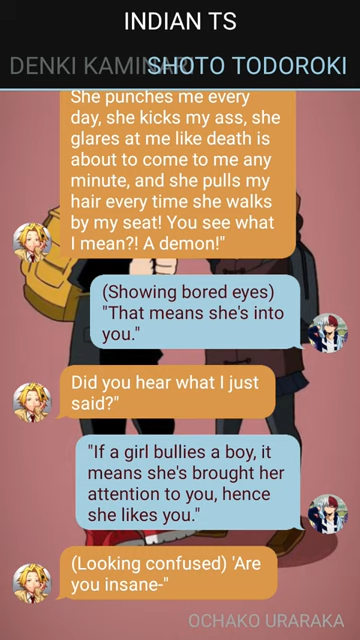 INDIAN TS
DENKI KAMINARI SHOTO TODOROKI
She punches me every
day, she kicks my ass, she
glares at me like death is
about to come to me any
minute, and she pulls my
hair every time she walks
by my seat! You see what
I mean?! A demon!"
(Showing bored eyes)
"That means she's into
you."
Did you hear what I just
said?"
"If a girl bullies a boy, it
means she's brought her
attention to you, hence
she likes you."
(Looking confused) 'Are
you insane-"
OCHAKO URARAKA